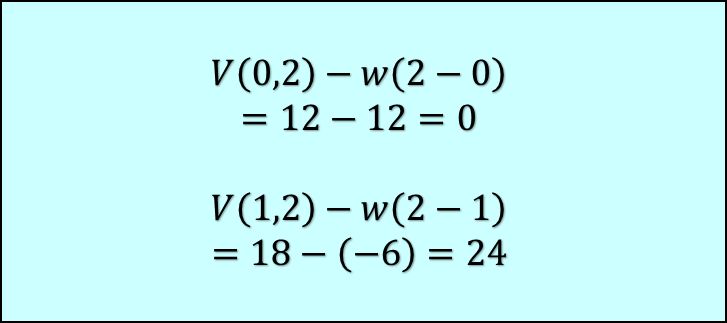 V(0,2) − w(2 − 0)
= 12 − 12 = 0
V(1,2) − w(2 − 1)
= 18 − (−6) = 24